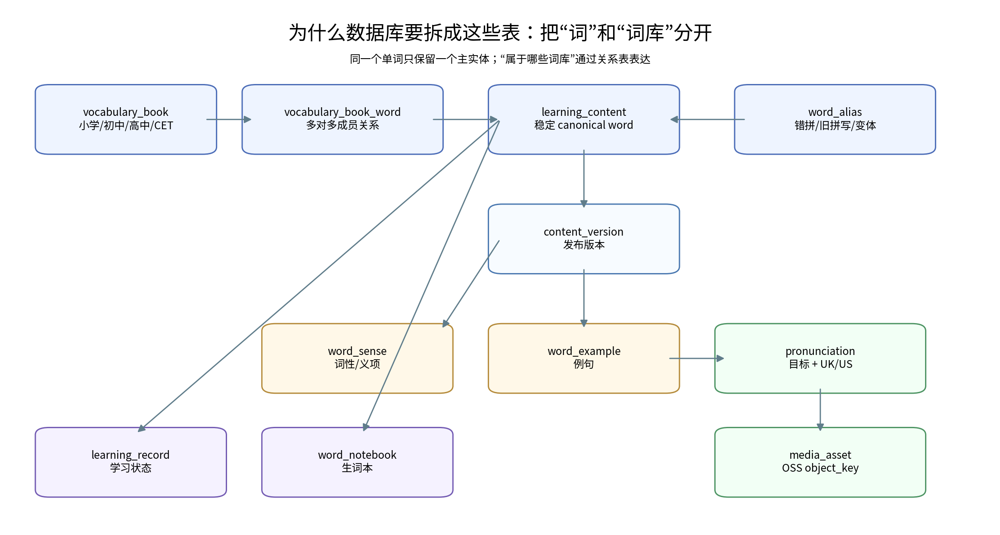 为什么数据库要拆成这些表：把“词”和“词库”分开
同一个单词只保留一个主实体；“属于哪些词库”通过关系表表达
vocabulary_book
小学/初中/高中/CET
vocabulary_book_word
多对多成员关系
learning_content
稳定 canonical word
word_alias
错拼/旧拼写/变体
content_version
发布版本
word_sense
词性/义项
word_example
例句
pronunciation
目标 + UK/US
learning_record
学习状态
word_notebook
生词本
media_asset
OSS object_key